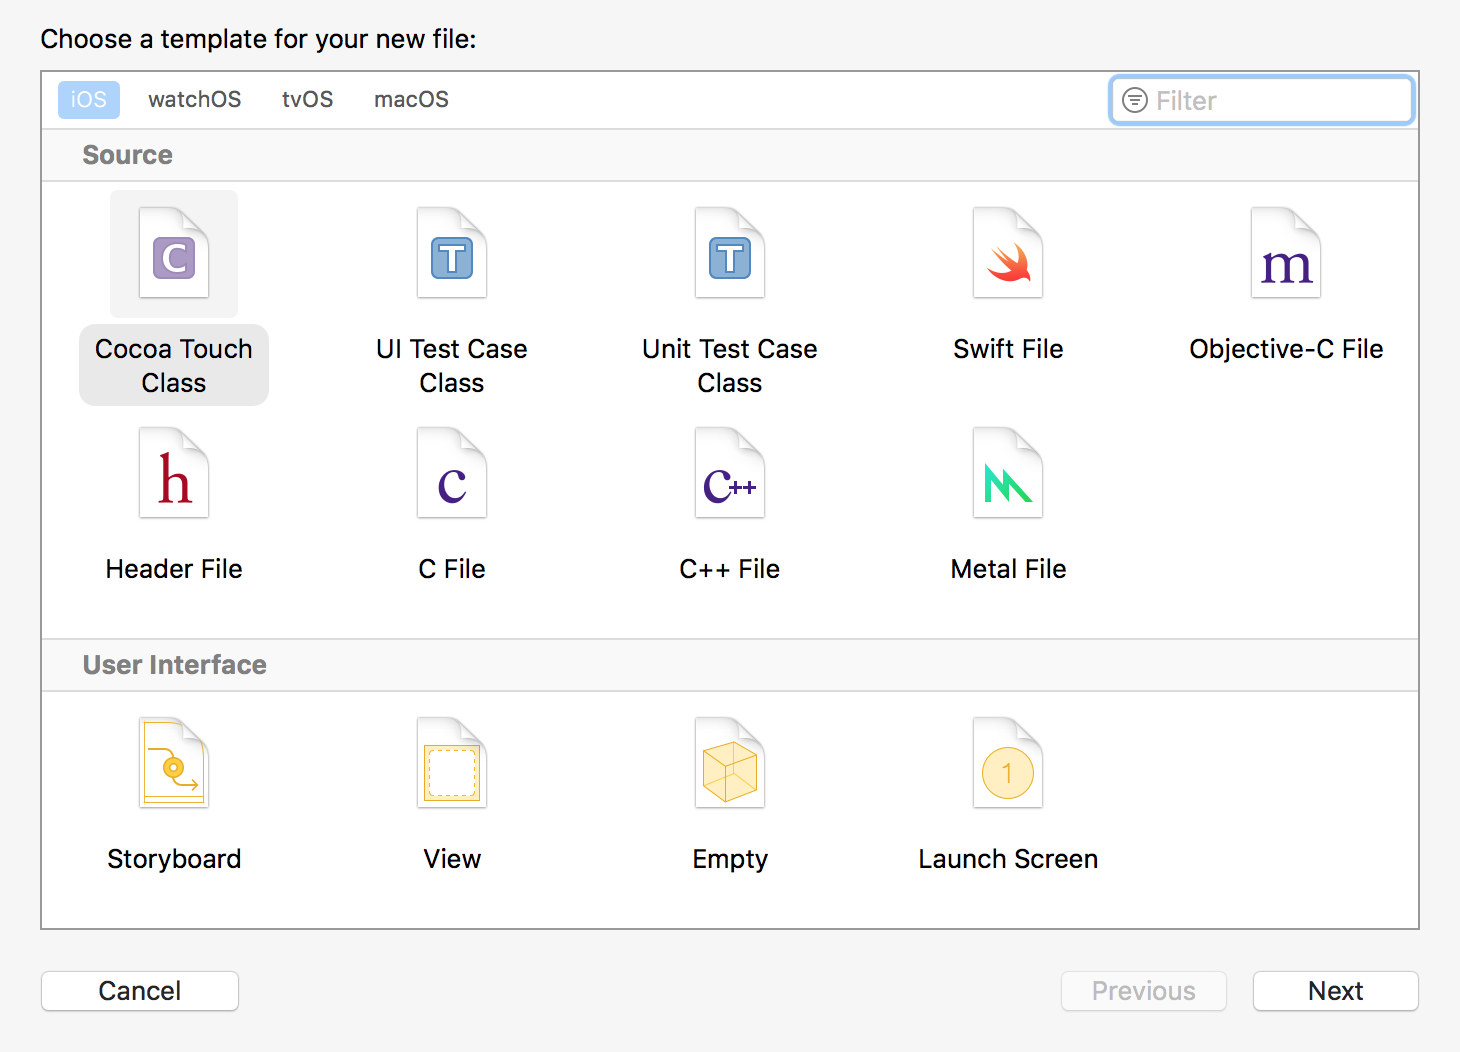 Choose a template for your new file:
iOS watchOS tvOS macOS Filter
Source
C T T m
Cocoa Touch Class
UI Test Case Class
Unit Test Case Class
Swift File
Objective-C File
h c c++
Header File
C File
C++ File
Metal File
User Interface
1
Storyboard
View
Empty
Launch Screen
Cancel Previous Next